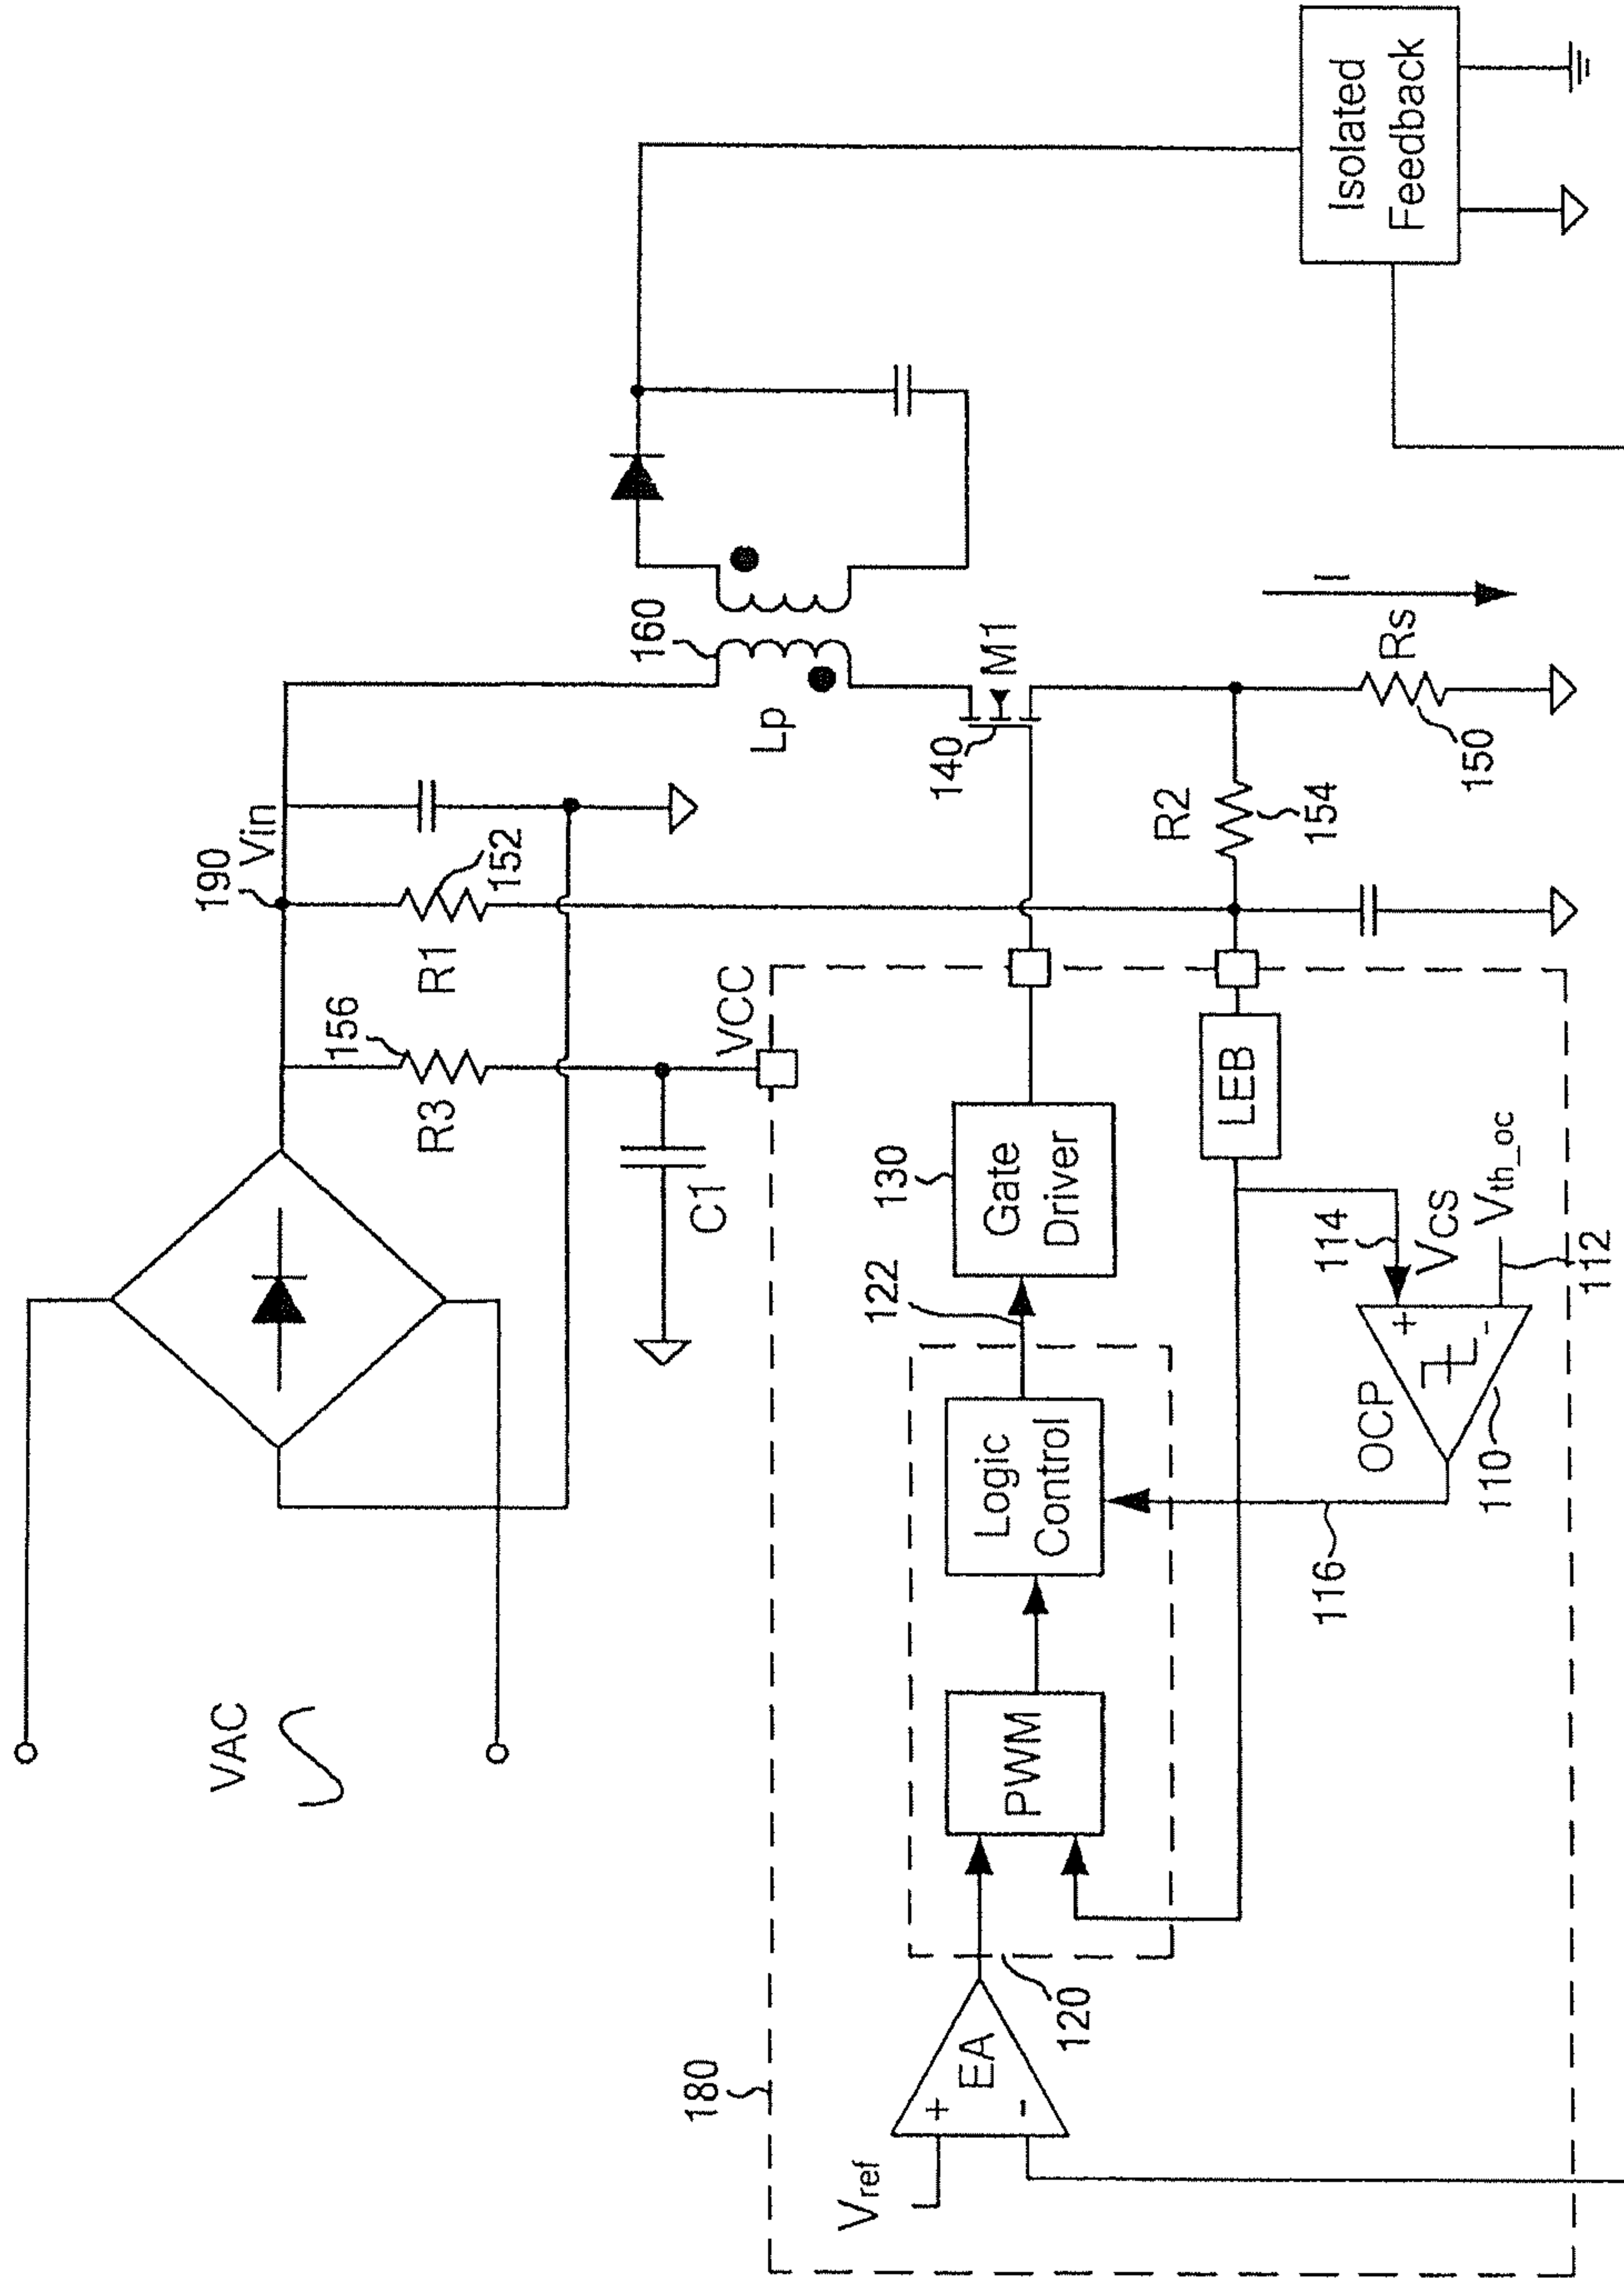 VAC
190
Vin
156
R3
R1
152
C1
VCC
160
Lp
140
M1
Isolated
Feedback
180
Vref
EA
120
PWM
Logic
Control
122
130
Gate
Driver
LEB
R2
154
Rs
150
I
116
OCP
110
114
VCS
Vth_oc
112
+
-
+
-